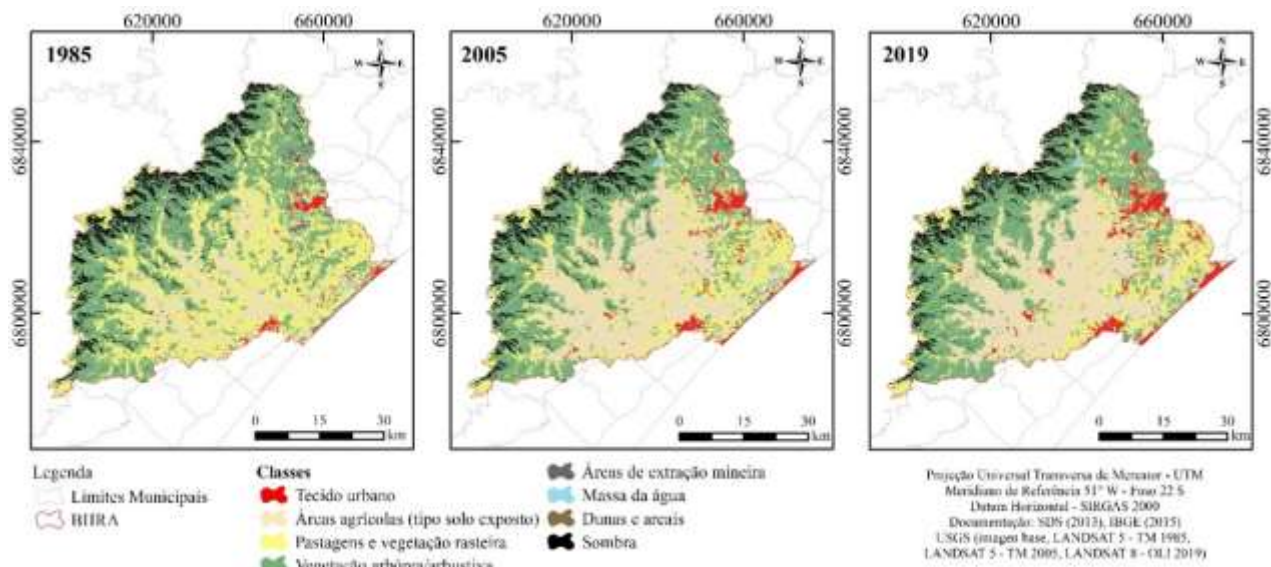 620000 660000 620000 660000 620000 660000
1985 2005 2019
N N N
W E W E W E
S S S
6840000 6840000
6800000 6800000
0 15 30 0 15 30 0 15 30
km km km
Legenda
Limites Municipais
BHRA
Classes
Tecido urbano
Áreas agrícolas (tipo solo exposto)
Pastagens e vegetação rasteira
Vegetação arbórea/arbustiva
Áreas de extração mineira
Massa da água
Dunas e areais
Sombra
Projeção Universal Transversa de Mercator - UTM
Meridiano de Referência 51° W - Fuso 22 S
Datum Horizontal - SIRGAS 2000
Documentação: SDS (2013), IBGE (2015)
USGS (imagem base, LANDSAT 5 - TM 1985,
LANDSAT 5 - TM 2005, LANDSAT 8 - OLI 2019)